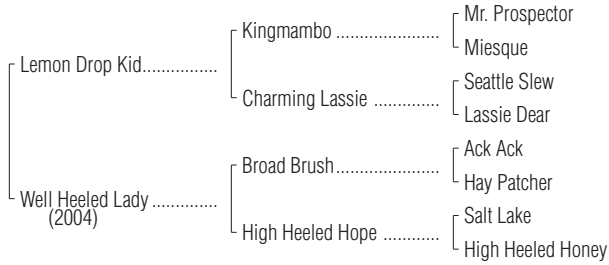 Mr. Prospector
Kingmambo ..................
Miesque
Lemon Drop Kid...............
Seattle Slew
Charming Lassie ..............
Lassie Dear
Ack Ack
Broad Brush..................
Hay Patcher
Well Heeled Lady .............
(2004)
Salt Lake
High Heeled Hope ............
High Heeled Honey